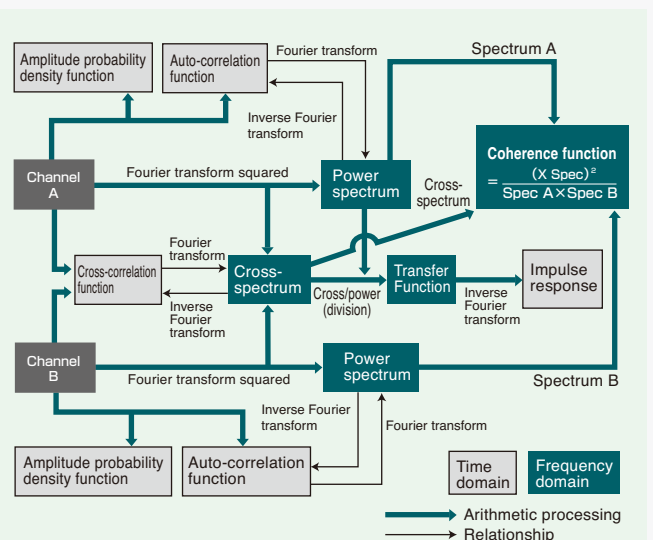 Spectrum A
Fourier transform
Amplitude probability
density function
Auto-correlation
function
Inverse Fourier
transform
Coherence function
= (X Spec)²
Spec A×Spec B
Channel
A
Fourier transform squared
Power
spectrum
Cross-
spectrum
Fourier
transform
Cross-correlation
function
Inverse
Fourier
transform
Cross-
spectrum
Cross/power
(division)
Transfer
Function
Inverse
Fourier
transform
Impulse
response
Channel
B
Fourier transform squared
Power
spectrum
Spectrum B
Inverse Fourier
transform
Fourier transform
Amplitude probability
density function
Auto-correlation
function
Time
domain
Frequency
domain
Arithmetic processing
Relationship